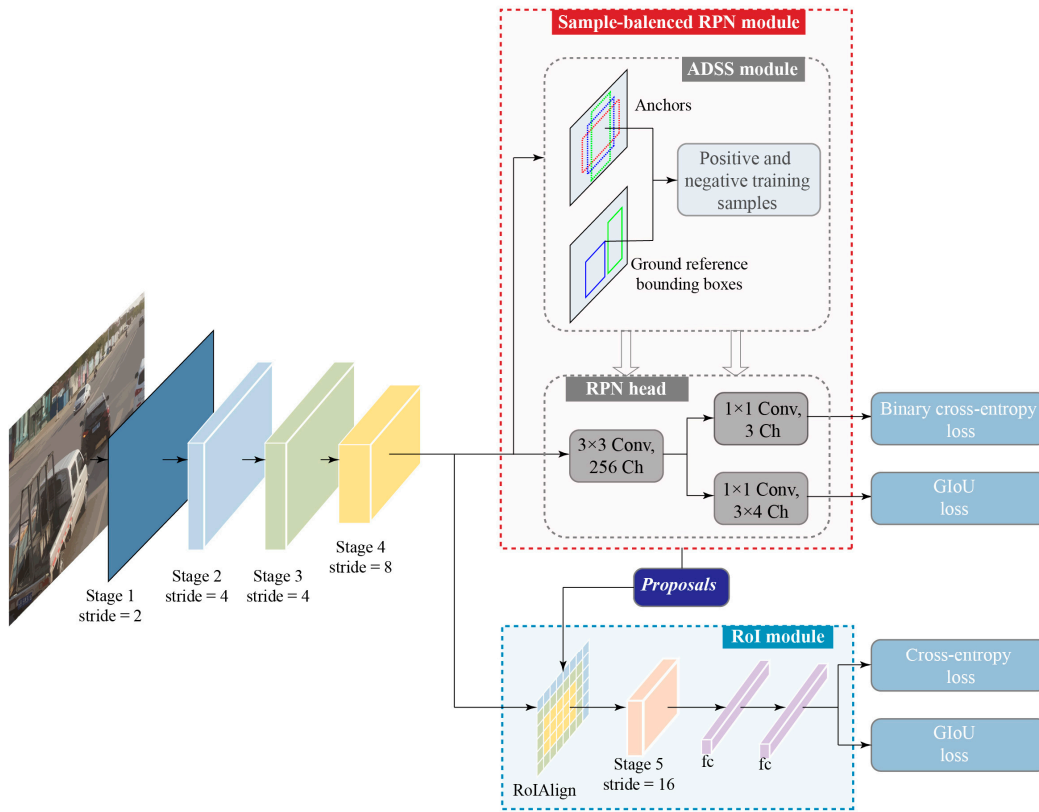 Sample-balenced RPN module
ADSS module
Anchors
Positive and
negative training
samples
Ground reference
bounding boxes
RPN head
3×3 Conv,
256 Ch
1×1 Conv,
3 Ch
1×1 Conv,
3×4 Ch
Binary cross-entropy
loss
GIoU
loss
Stage 1
stride = 2
Stage 2
stride = 4
Stage 3
stride = 4
Stage 4
stride = 8
Proposals
RoI module
RoIAlign
Stage 5
stride = 16
fc
fc
Cross-entropy
loss
GIoU
loss